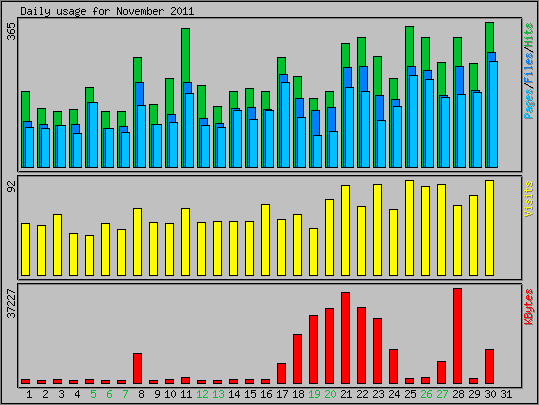 Daily usage for November 2011
365
Pages/Files/Hits
92
Visits
37227
KBytes
1 2 3 4 5 6 7 8 9 10 11 12 13 14 15 16 17 18 19 20 21 22 23 24 25 26 27 28 29 30 31